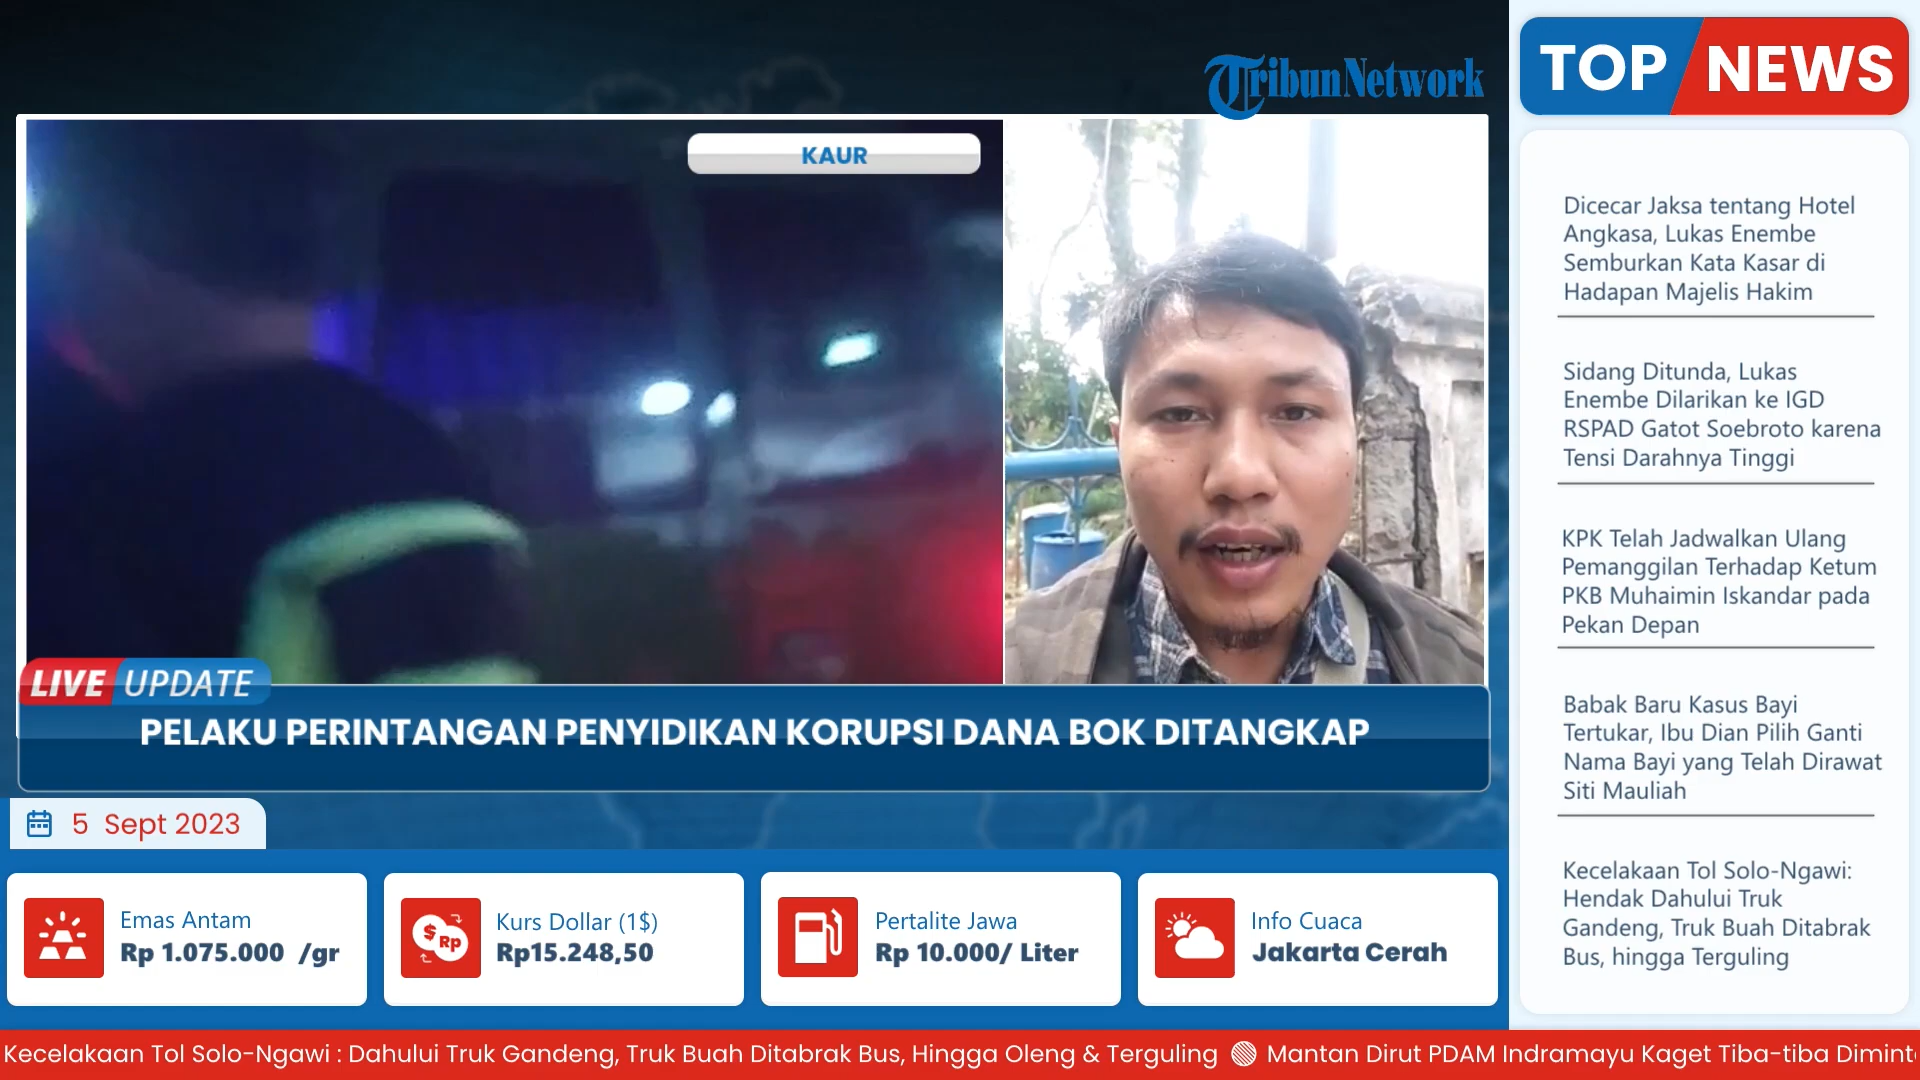 TribunNetwork
KAUR
LIVE UPDATE
PELAKU PERINTANGAN PENYIDIKAN KORUPSI DANA BOK DITANGKAP
5 Sept 2023
Emas Antam
Rp 1.075.000 /gr
$ Rp
Kurs Dollar (1$)
Rp15.248,50
Pertalite Jawa
Rp 10.000/ Liter
Info Cuaca
Jakarta Cerah
TOP NEWS
Dicecar Jaksa tentang Hotel
Angkasa, Lukas Enembe
Semburkan Kata Kasar di
Hadapan Majelis Hakim
Sidang Ditunda, Lukas
Enembe Dilarikan ke IGD
RSPAD Gatot Soebroto karena
Tensi Darahnya Tinggi
KPK Telah Jadwalkan Ulang
Pemanggilan Terhadap Ketum
PKB Muhaimin Iskandar pada
Pekan Depan
Babak Baru Kasus Bayi
Tertukar, Ibu Dian Pilih Ganti
Nama Bayi yang Telah Dirawat
Siti Mauliah
Kecelakaan Tol Solo-Ngawi:
Hendak Dahului Truk
Gandeng, Truk Buah Ditabrak
Bus, hingga Terguling
Kecelakaan Tol Solo-Ngawi : Dahului Truk Gandeng, Truk Buah Ditabrak Bus, Hingga Oleng & Terguling Mantan Dirut PDAM Indramayu Kaget Tiba-tiba